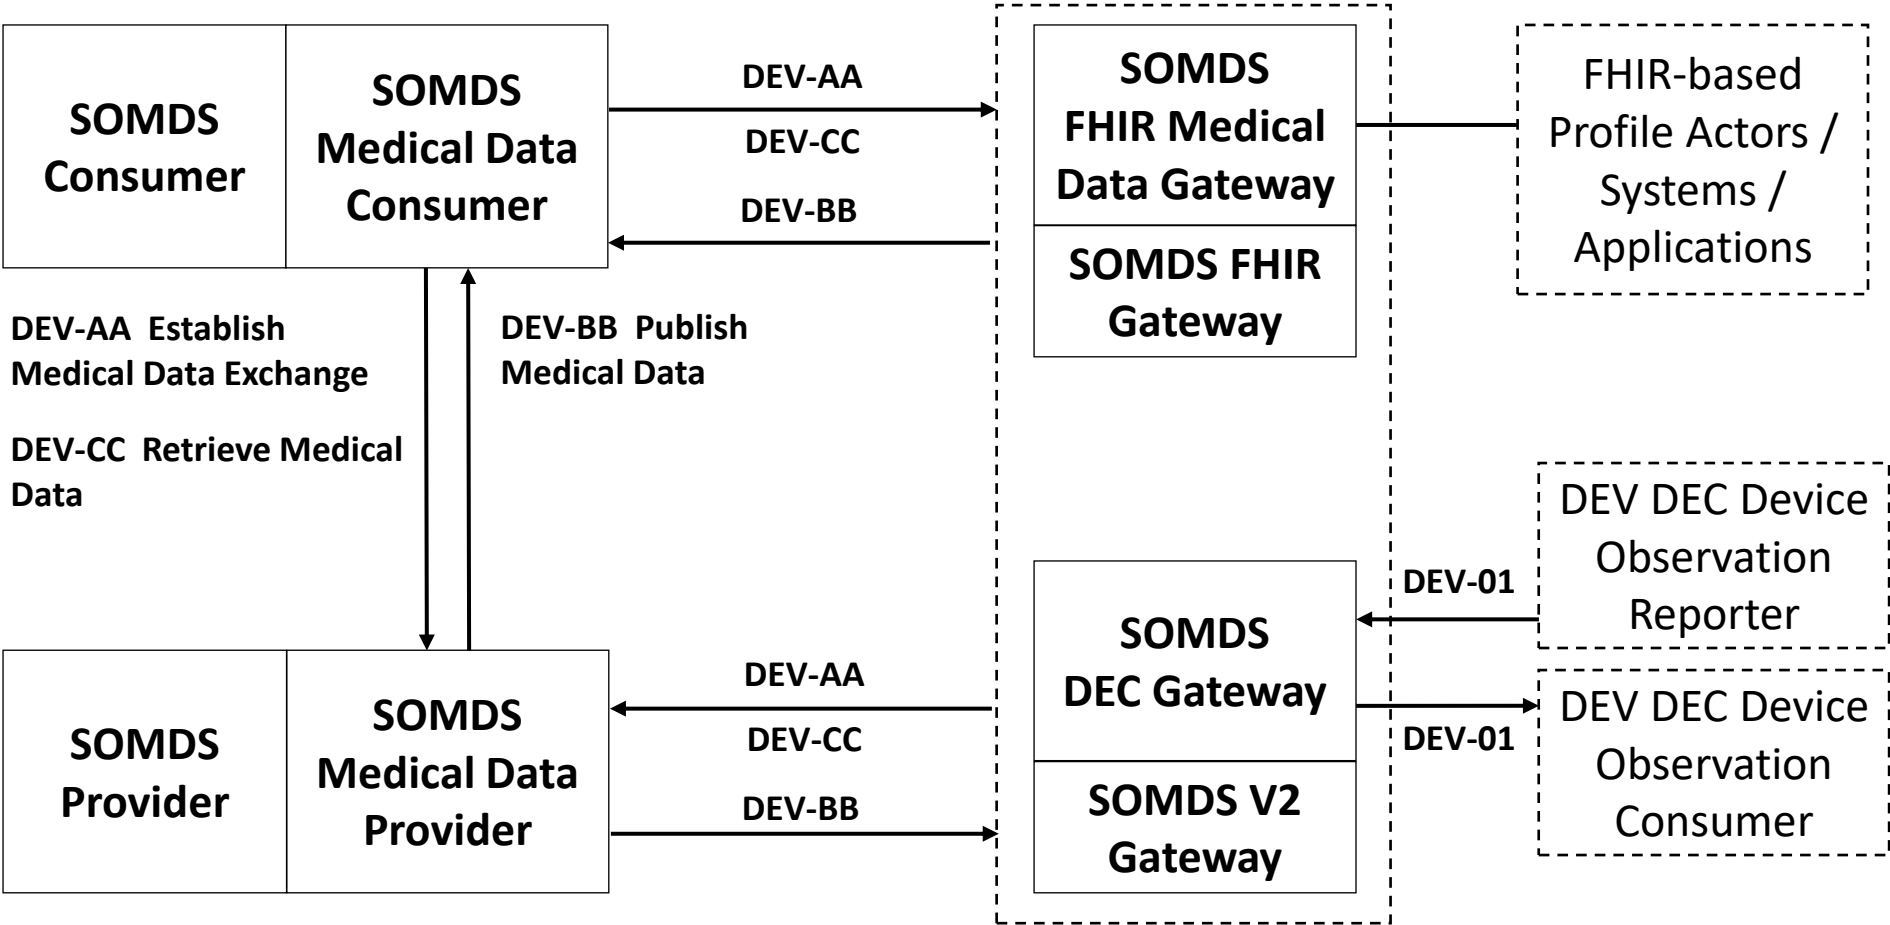 SOMDS
Consumer
SOMDS
Medical Data
Consumer
DEV-AA
DEV-CC
DEV-BB
SOMDS
FHIR Medical
Data Gateway
SOMDS FHIR
Gateway
FHIR-based
Profile Actors /
Systems /
Applications
DEV-AA  Establish
Medical Data Exchange
DEV-CC  Retrieve Medical
Data
DEV-BB  Publish
Medical Data
SOMDS
Provider
SOMDS
Medical Data
Provider
DEV-AA
DEV-CC
DEV-BB
SOMDS
DEC Gateway
SOMDS V2
Gateway
DEV-01
DEV-01
DEV DEC Device
Observation
Reporter
DEV DEC Device
Observation
Consumer